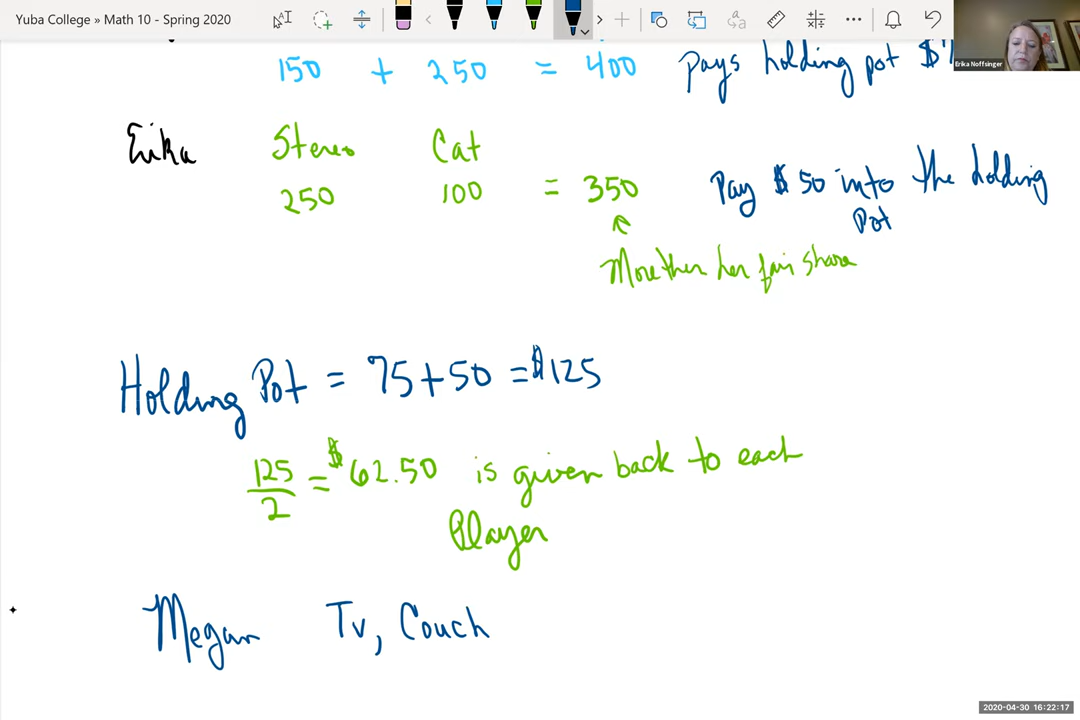 Yuba College » Math 10 - Spring 2020
150 + 250 = 400 Pays holding pot
Erika Noffsinger
Erika Stereo Cat
250 100 = 350 Pay $50 into the holding
Pot
More then her fair share
Holding Pot = 75+50 = $125
125/2 = $62.50 is given back to each
Player
Megan Tv, Couch
2020-04-30 16:22:17